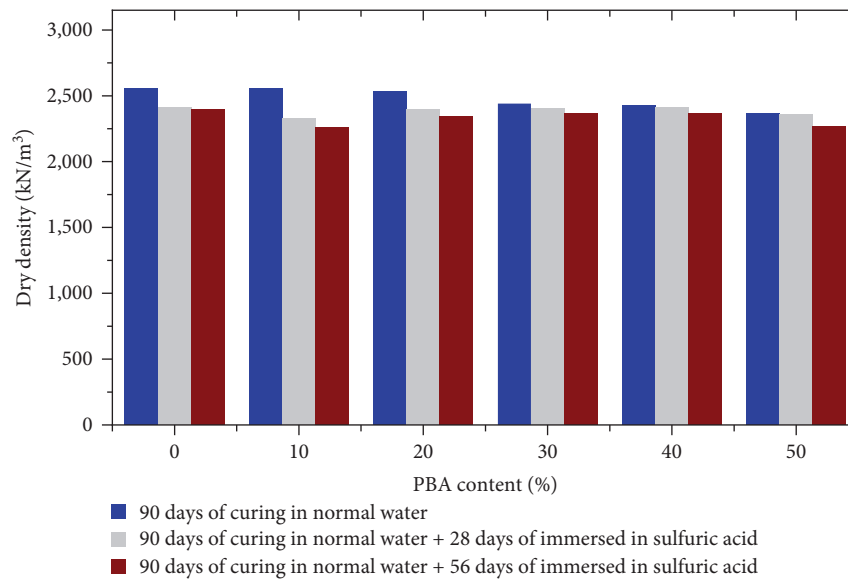 3,000
2,500
2,000
1,500
1,000
500
0
Dry density (kN/m³)
0 10 20 30 40 50
PBA content (%)
90 days of curing in normal water
90 days of curing in normal water + 28 days of immersed in sulfuric acid
90 days of curing in normal water + 56 days of immersed in sulfuric acid